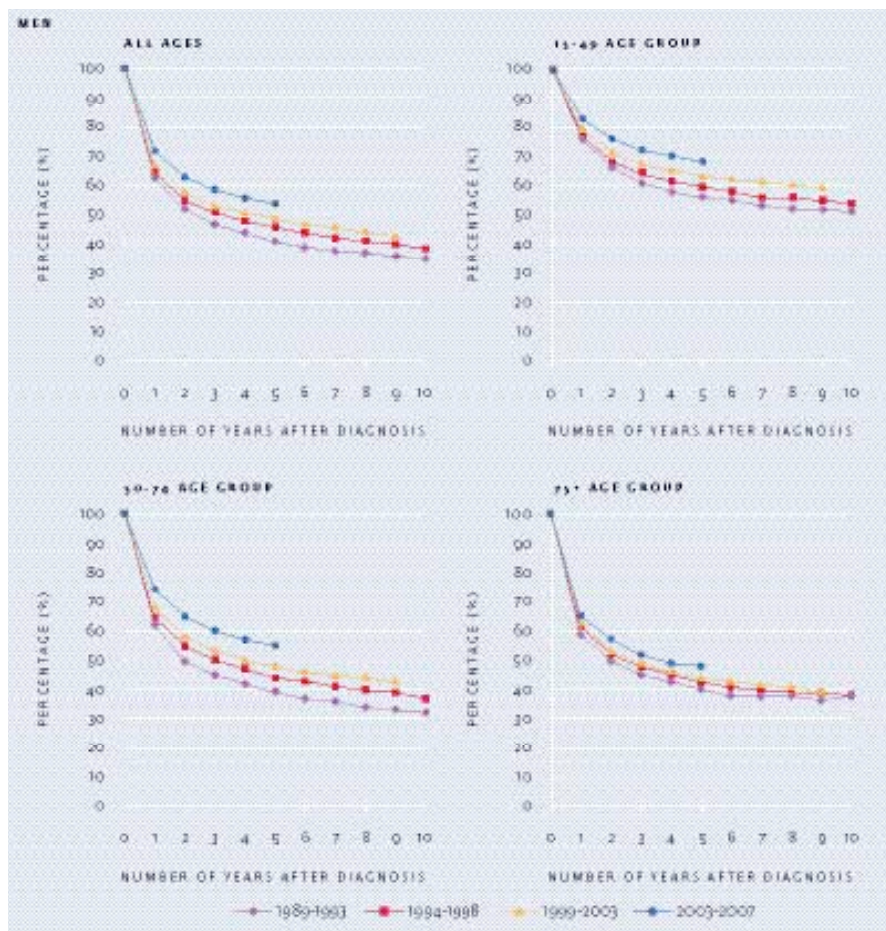 MEN
ALL AGES
15-49 AGE GROUP
PERCENTAGE (%)
100
90
80
70
60
50
40
30
20
10
0
0 1 2 3 4 5 6 7 8 9 10
NUMBER OF YEARS AFTER DIAGNOSIS
PERCENTAGE (%)
100
90
80
70
60
50
40
30
20
10
0
0 1 2 3 4 5 6 7 8 9 10
NUMBER OF YEARS AFTER DIAGNOSIS
50-74 AGE GROUP
75+ AGE GROUP
PERCENTAGE (%)
100
90
80
70
60
50
40
30
20
10
0
0 1 2 3 4 5 6 7 8 9 10
NUMBER OF YEARS AFTER DIAGNOSIS
PERCENTAGE (%)
100
90
80
70
60
50
40
30
20
10
0
0 1 2 3 4 5 6 7 8 9 10
NUMBER OF YEARS AFTER DIAGNOSIS
1989-1993 1994-1998 1999-2003 2003-2007